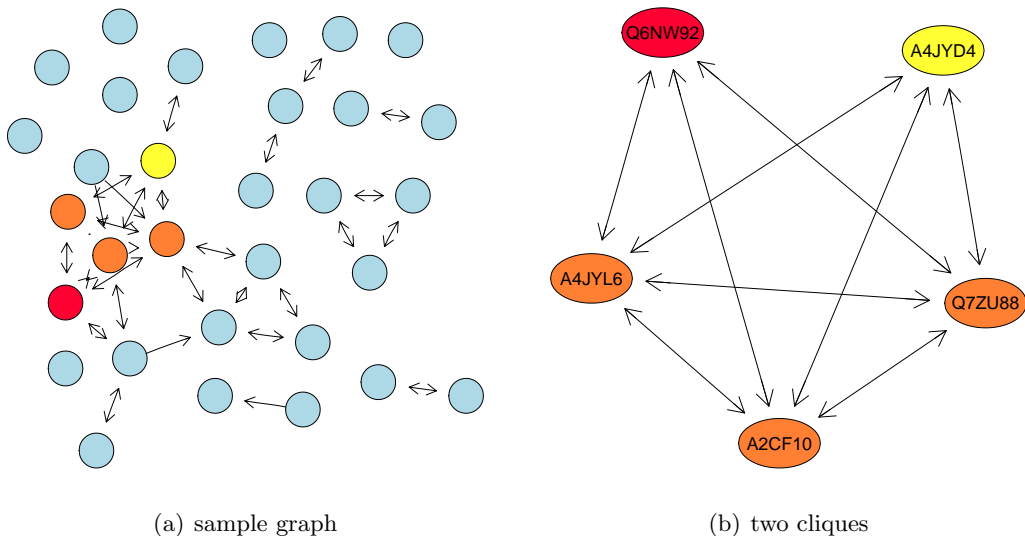 Q6NW92
A4JYD4
A4JYL6
Q7ZU88
A2CF10
(a) sample graph
(b) two cliques